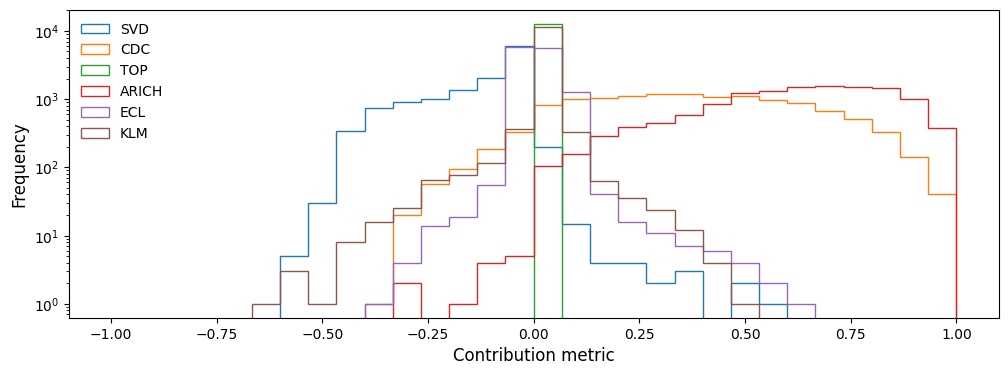 SVD
CDC
TOP
ARICH
ECL
KLM
Frequency
10⁴
10³
10²
10¹
10⁰
−1.00 −0.75 −0.50 −0.25 0.00 0.25 0.50 0.75 1.00
Contribution metric